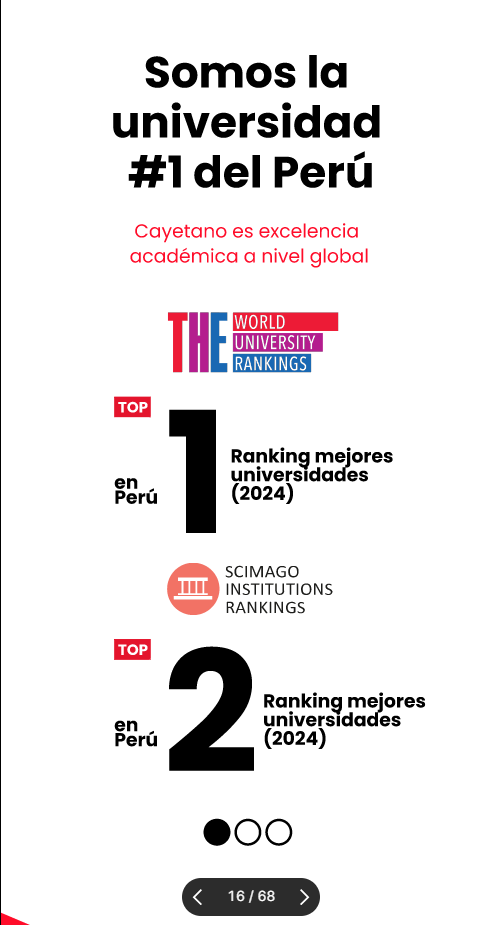 Somos la
universidad
#1 del Perú
Cayetano es excelencia
académica a nivel global
THE WORLD
UNIVERSITY
RANKINGS
TOP
1
en
Perú
Ranking mejores
universidades
(2024)
SCIMAGO
INSTITUTIONS
RANKINGS
TOP
2
en
Perú
Ranking mejores
universidades
(2024)
16 / 68